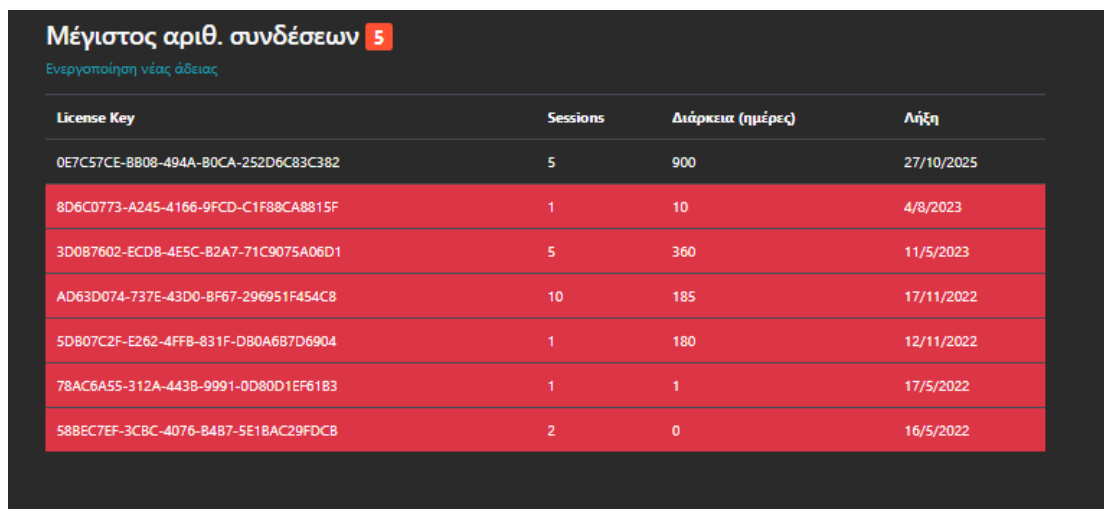 Μέγιστος αριθ. συνδέσεων 5
Ενεργοποίηση νέας άδειας
License Key Sessions Διάρκεια (ημέρες) Λήξη
0E7C57CE-BB08-494A-B0CA-252D6C83C382 5 900 27/10/2025
8D6C0773-A245-4166-9FCD-C1F88CA8815F 1 10 4/8/2023
3D0B7602-ECDB-4E5C-B2A7-71C9075A06D1 5 360 11/5/2023
AD63D074-737E-43D0-BF67-296951F454C8 10 185 17/11/2022
5DB07C2F-E262-4FFB-831F-DB0A6B7D6904 1 180 12/11/2022
78AC6A55-312A-443B-9991-0D80D1EF61B3 1 1 17/5/2022
58BEC7EF-3CBC-4076-B4B7-5E1BAC29FDCB 2 0 16/5/2022